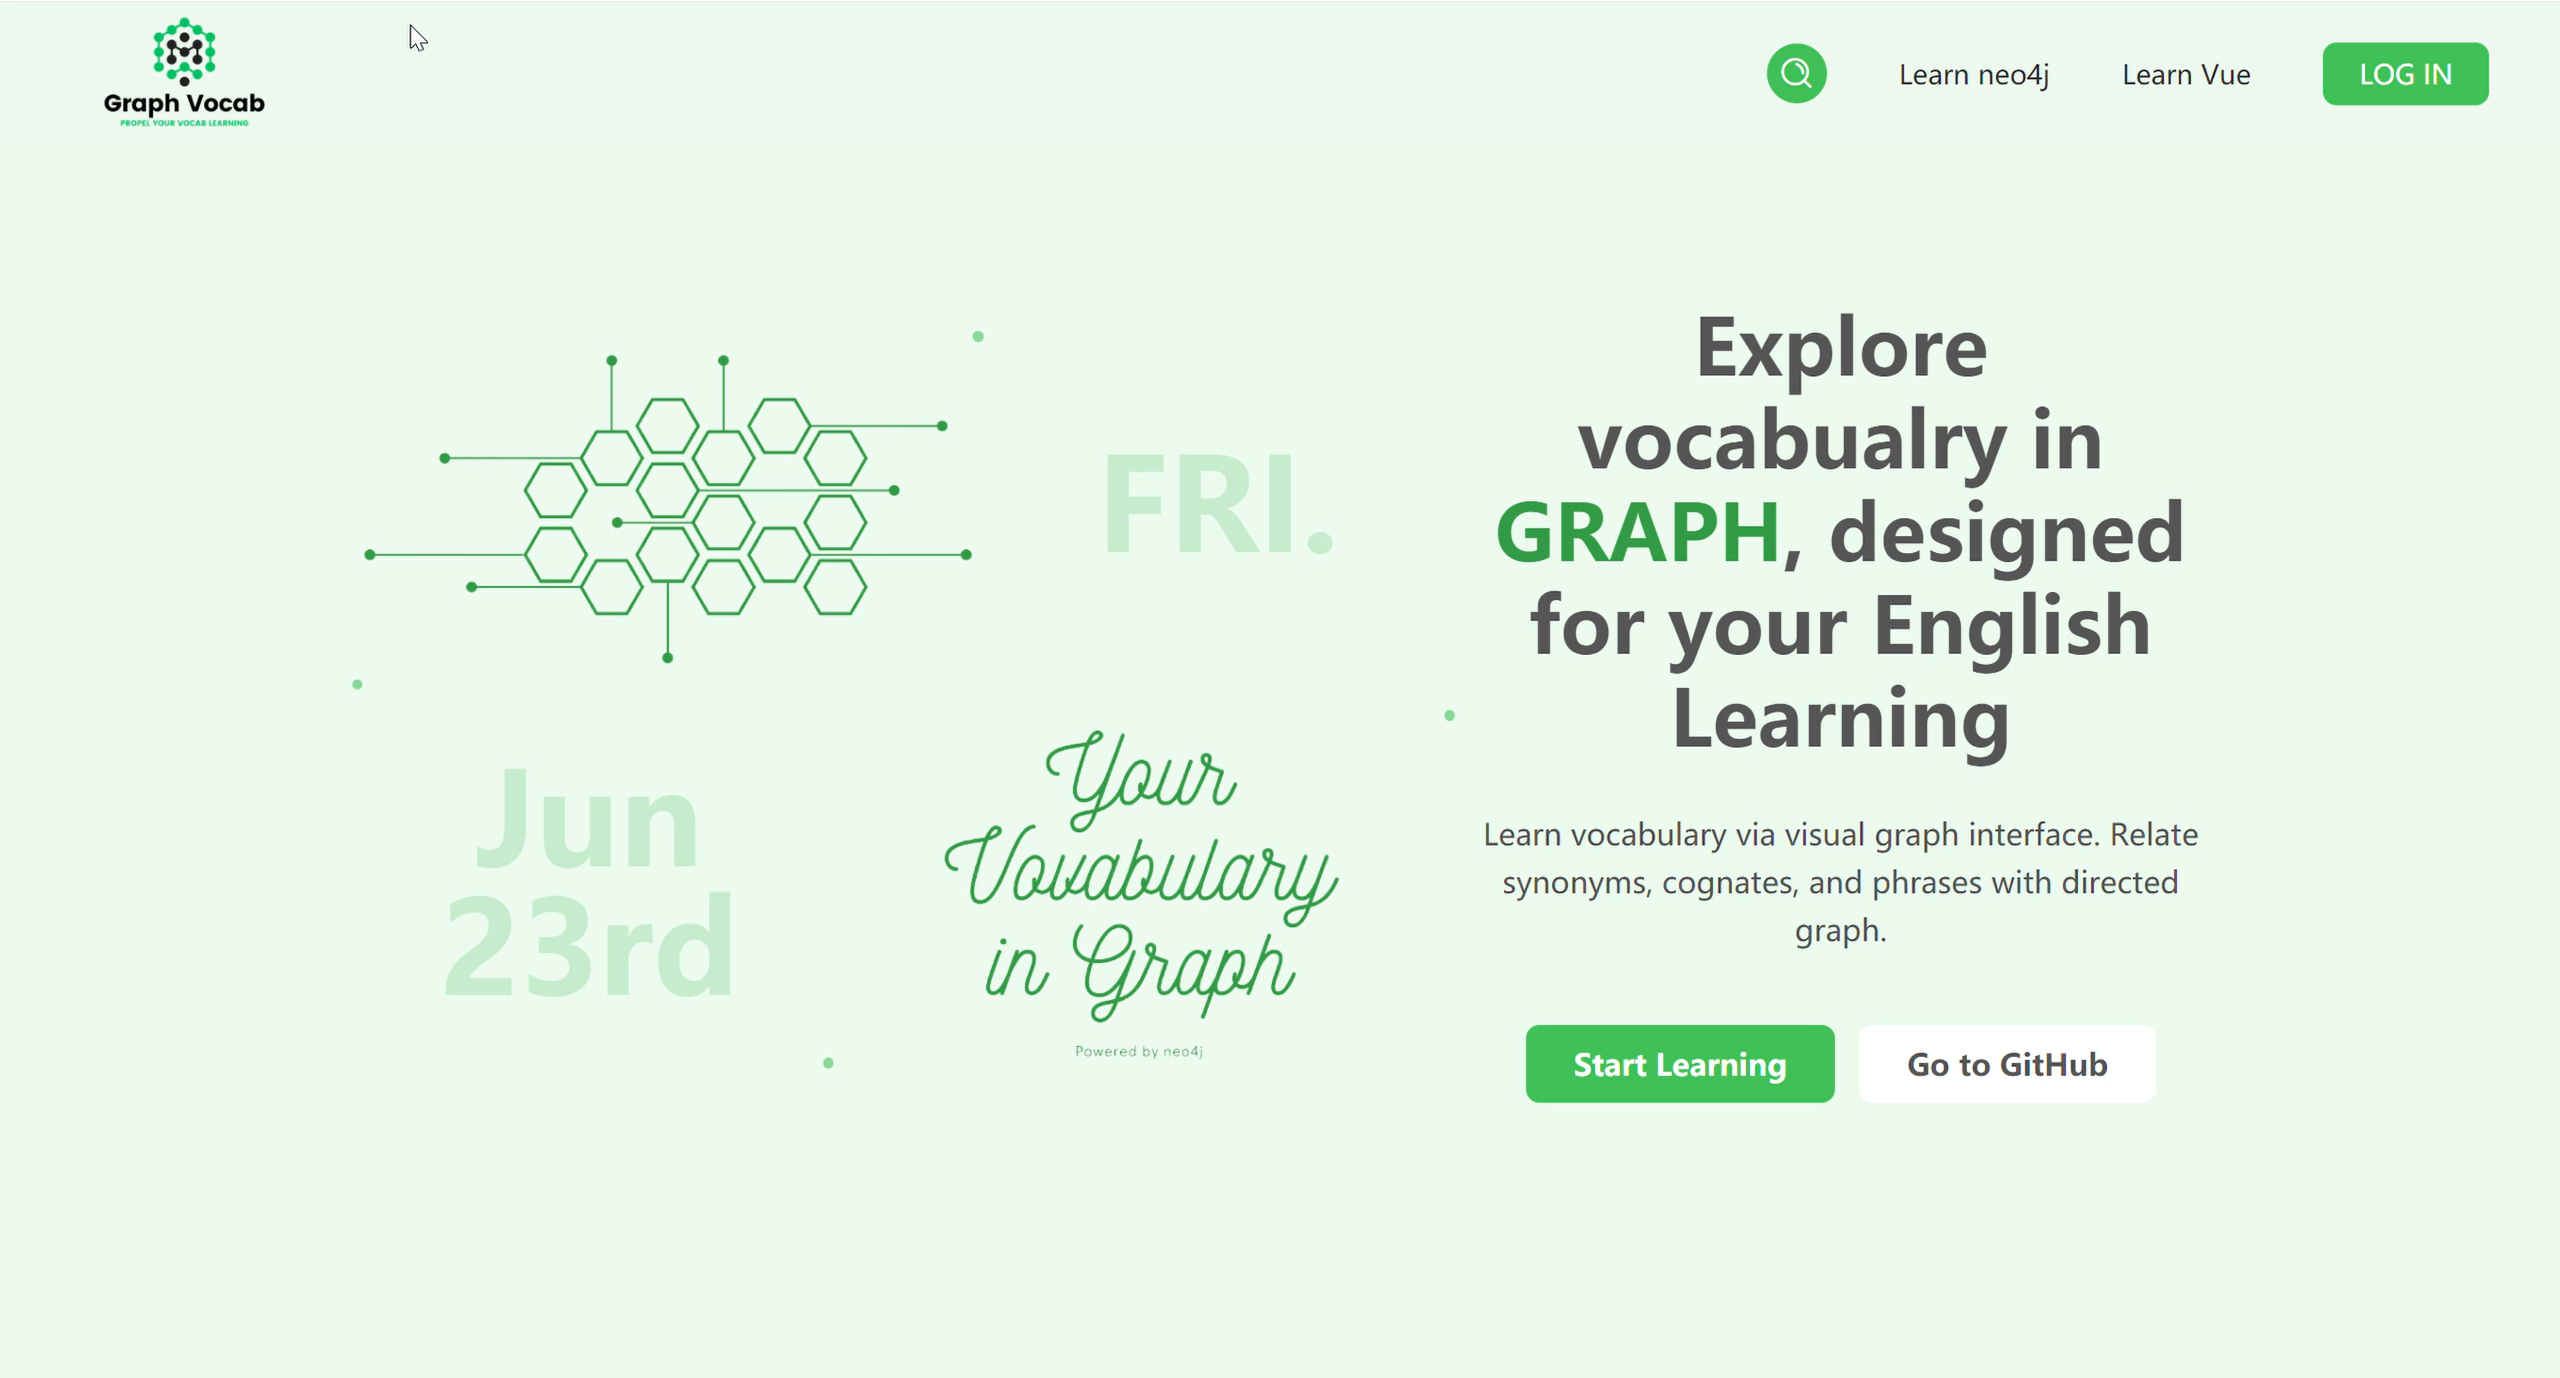 Graph Vocab
PROPEL YOUR VOCAB LEARNING
Learn neo4j
Learn Vue
LOG IN
FRI.
Jun
23rd
Your
Vovabulary
in Graph
Powered by neo4j
Explore
vocabualry in
GRAPH, designed
for your English
Learning
Learn vocabulary via visual graph interface. Relate
synonyms, cognates, and phrases with directed
graph.
Start Learning
Go to GitHub